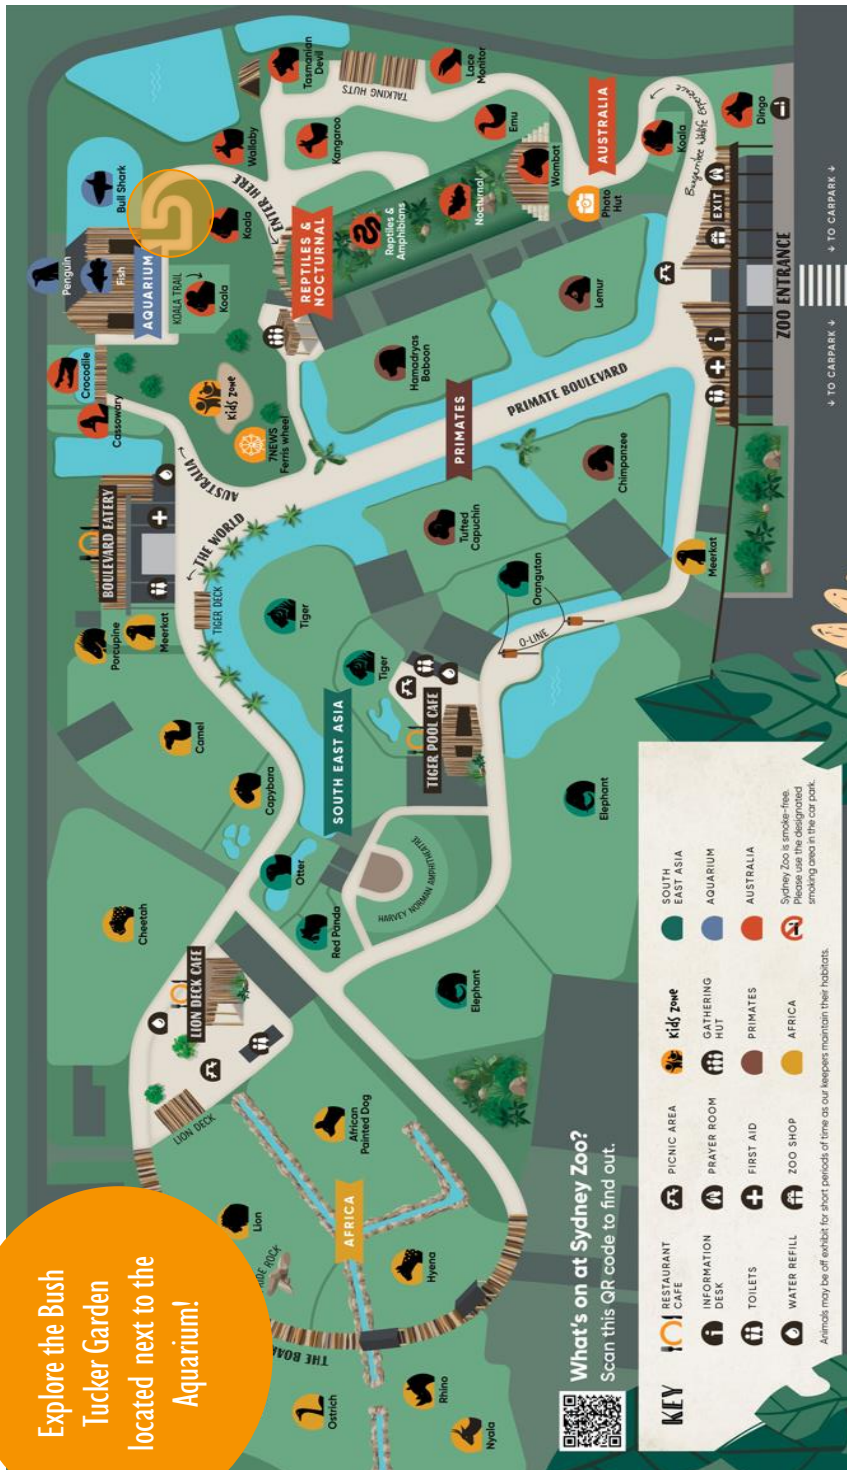 Explore the Bush
Tucker Garden
located next to the
Aquarium!
Penguin
Bull Shark
Fish
AQUARIUM
Crocodile
Cassowary
KOALA TRAIL
Koala
Koala
Wallaby
Tasmanian
Devil
TALKING HUTS
Lace
Monitor
Kangaroo
Emu
ENTER HERE
REPTILES &
NOCTURNAL
Reptiles &
Amphibians
Nocturnal
Wombat
AUSTRALIA
Photo
Hut
Koala
Bungarribee Wildlife Experience
Dingo
BOULEVARD EATERY
AUSTRALIA
THE WORLD
Kids Zone
7NEWS
Ferris wheel
Hamadryas
Baboon
Lemur
PRIMATES
PRIMATE BOULEVARD
Tufted
Capuchin
Chimpanzee
EXIT
ZOO ENTRANCE
TO CARPARK
TO CARPARK
Porcupine
Meerkat
TIGER DECK
Tiger
Tiger
Orangutan
O-LINE
Meerkat
Camel
Capybara
SOUTH EAST ASIA
TIGER POOL CAFE
Elephant
Otter
Red Panda
HARVEY NORMAN AMPHITHEATRE
Elephant
Cheetah
LION DECK CAFE
LION DECK
African
Painted Dog
Lion
AFRICA
Hyena
THE BOA
Ostrich
Rhino
Nyala
What's on at Sydney Zoo?
Scan this QR code to find out.
KEY
RESTAURANT
CAFE
PICNIC AREA
Kids Zone
SOUTH
EAST ASIA
INFORMATION
DESK
PRAYER ROOM
GATHERING
HUT
AQUARIUM
TOILETS
FIRST AID
PRIMATES
AUSTRALIA
WATER REFILL
ZOO SHOP
AFRICA
Sydney Zoo is smoke-free.
Please use the designated
smoking area in the car park.
Animals may be off exhibit for short periods of time as our keepers maintain their habitats.